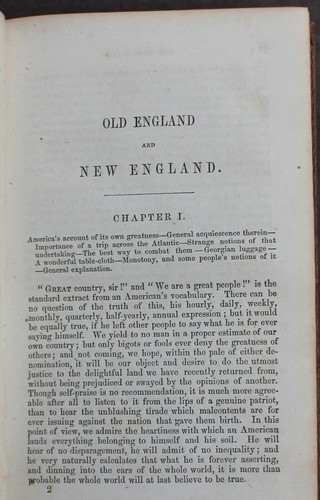 OLD ENGLAND
AND
NEW ENGLAND.
CHAPTER I.
America's account of its own greatness—General acquiescence therein—
Importance of a trip across the Atlantic—Strange notions of that
undertaking—The best way to combat them—Georgian luggage—
A wonderful table-cloth—Monotony, and some people's notions of it
—General explanation.
"GREAT country, sir!" and "We are a great people!" is the
standard extract from an American's vocabulary. There can be
no question of the truth of this, his hourly, daily, weekly,
monthly, quarterly, half-yearly, annual expression; but it would
be equally true, if he left other people to say what he is for ever
saying himself. We yield to no man in a proper estimate of our
own country; but only bigots or fools ever deny the greatness of
others; and not coming, we hope, within the pale of either de-
nomination, it will be our object and desire to do the utmost
justice to the delightful land we have recently returned from,
without being prejudiced or swayed by the opinions of another.
Though self-praise is no recommendation, it is much more agree-
able after all to listen to it from the lips of a genuine patriot,
than to hear the unblushing tirade which malcontents are for
ever issuing against the nation that gave them birth. In this
point of view, we admire the heartiness with which an American
lauds everything belonging to himself and his soil. He will
hear of no disparagement, he will admit of no inequality; and
he very naturally calculates that what he is forever asserting,
and dinning into the ears of the whole world, it is more than
probable the whole world will at last believe to be true.
2